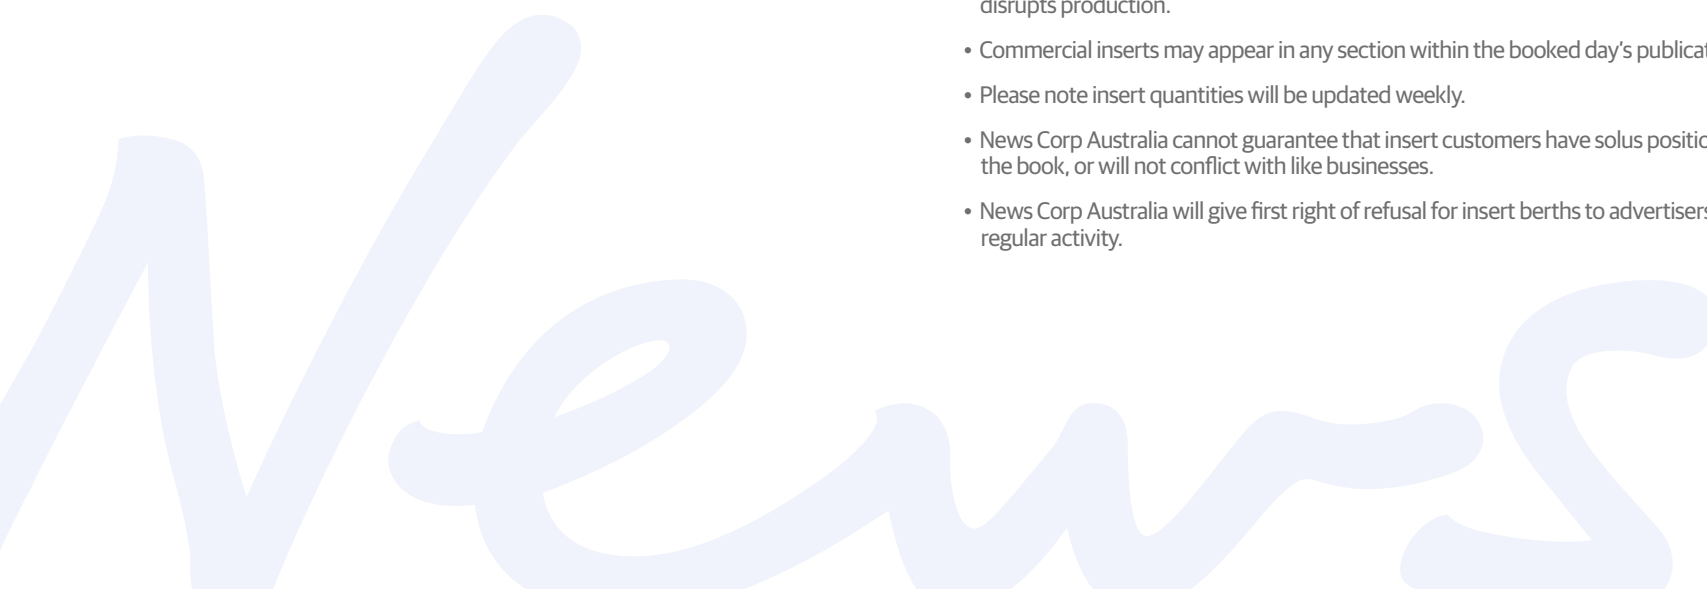 disrupts production.
• Commercial inserts may appear in any section within the booked day's
• Please note insert quantities will be updated weekly.
• News Corp Australia cannot guarantee that insert customers have solus
the book, or will not conflict with like businesses.
• News Corp Australia will give first right of refusal for insert berths to advertisers
regular activity.
News